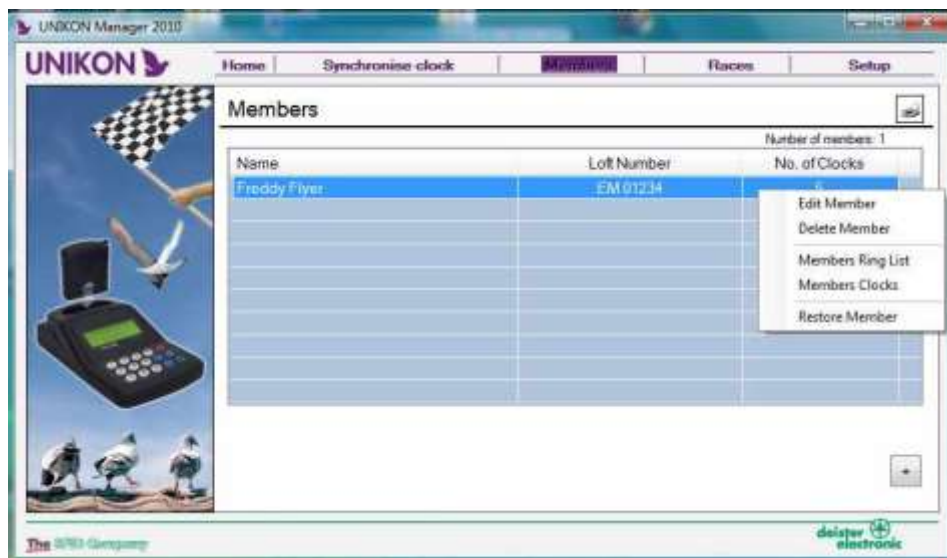 UNIKON Manager 2010
UNIKON
Home
Synchronise clock
Members
Races
Setup
Members
Number of members: 1
Name Loft Number No. of Clocks
Freddy Flyer EM 01234
Edit Member
Delete Member
Members Ring List
Members Clocks
Restore Member
+
The Company
deister
electronic